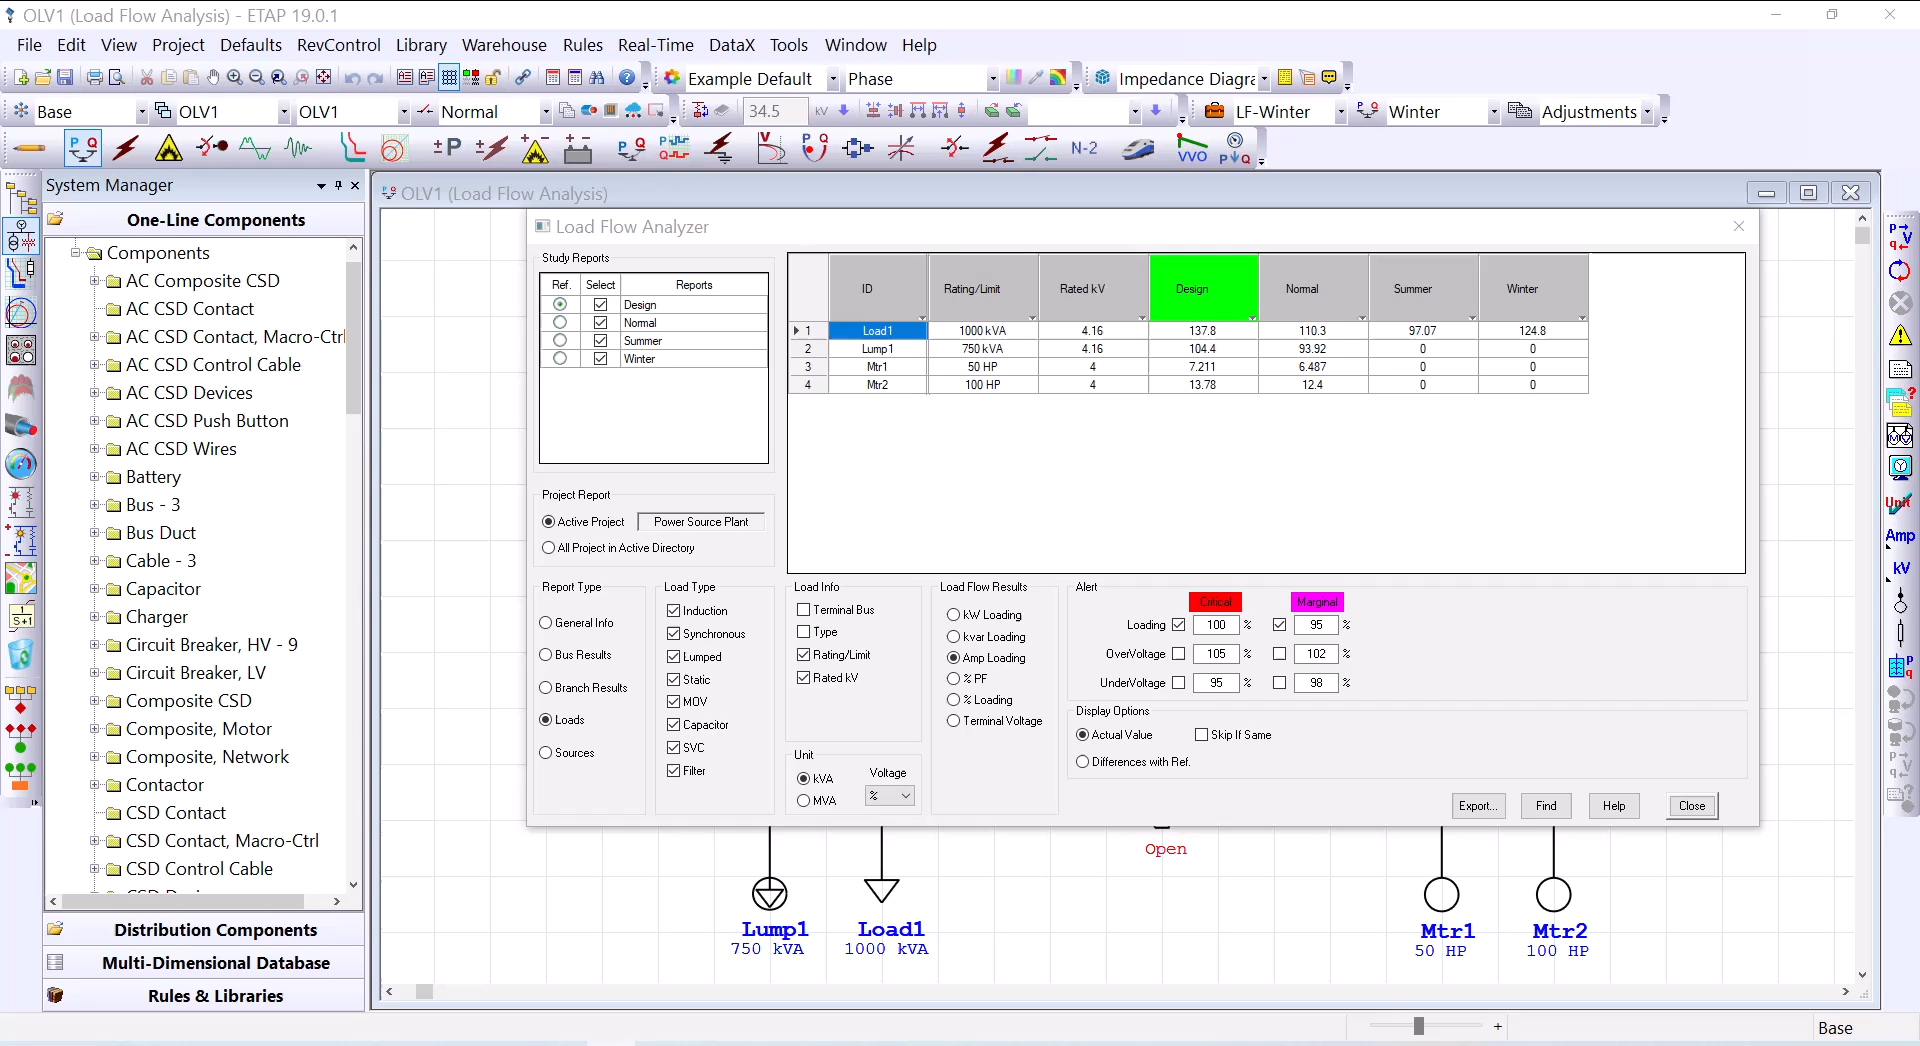 OLV1 (Load Flow Analysis) - ETAP 19.0.1
File Edit View Project Defaults RevControl Library Warehouse Rules Real-Time DataX Tools Window Help
Example Default Phase Impedance Diagra
Base OLV1 OLV1 Normal 34.5 kV LF-Winter Winter Adjustments
N-2 VVO
System Manager
One-Line Components
Components
AC Composite CSD
AC CSD Contact
AC CSD Contact, Macro-Ctrl
AC CSD Control Cable
AC CSD Devices
AC CSD Push Button
AC CSD Wires
Battery
Bus - 3
Bus Duct
Cable - 3
Capacitor
Charger
Circuit Breaker, HV - 9
Circuit Breaker, LV
Composite CSD
Composite, Motor
Composite, Network
Contactor
CSD Contact
CSD Contact, Macro-Ctrl
CSD Control Cable
Distribution Components
Multi-Dimensional Database
Rules & Libraries
OLV1 (Load Flow Analysis)
Load Flow Analyzer
Study Reports
Ref. Select Reports
Design
Normal
Summer
Winter
Project Report
Active Project Power Source Plant
All Project in Active Directory
Report Type
General Info
Bus Results
Branch Results
Loads
Sources
Load Type
Induction
Synchronous
Lumped
Static
MOV
Capacitor
SVC
Filter
ID Rating/Limit Rated kV Design Normal Summer Winter
1 Load1 1000 kVA 4.16 137.8 110.3 97.07 124.8
2 Lump1 750 kVA 4.16 104.4 93.92 0 0
3 Mtr1 50 HP 4 7.211 6.487 0 0
4 Mtr2 100 HP 4 13.78 12.4 0 0
Load Info
Terminal Bus
Type
Rating/Limit
Rated kV
Unit
kVA
MVA
Voltage
%
Load Flow Results
kW Loading
kvar Loading
Amp Loading
% PF
% Loading
Terminal Voltage
Alert
Critical Marginal
Loading 100 % 95 %
OverVoltage 105 % 102 %
UnderVoltage 95 % 98 %
Display Options
Actual Value Skip If Same
Differences with Ref.
Export... Find Help Close
Open
Lump1
750 kVA
Load1
1000 kVA
Mtr1
50 HP
Mtr2
100 HP
Unit
Amp
kV
Base